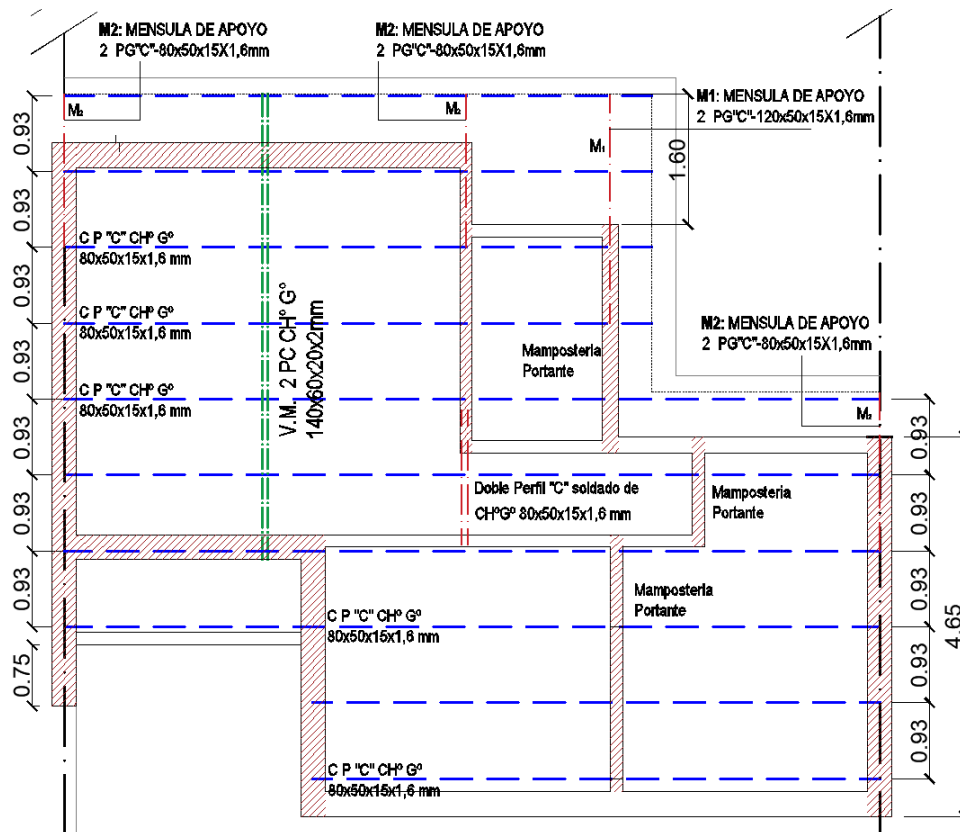 M2: MENSULA DE APOYO
2 PG"C"-80x50x15X1,6mm
M2: MENSULA DE APOYO
2 PG"C"-80x50x15X1,6mm
M1: MENSULA DE APOYO
2 PG"C"-120x50x15X1,6mm
M₂
M₂
M₁
1.60
0.93
0.93
0.93
0.93
0.93
0.93
0.93
0.75
C P "C" CHº Gº
80x50x15x1,6 mm
C P "C" CHº Gº
80x50x15x1,6 mm
C P "C" CHº Gº
80x50x15x1,6 mm
V.M. 2 PC CHº Gº
140x60x20x2mm
Mamposteria
Portante
M2: MENSULA DE APOYO
2 PG"C"-80x50x15X1,6mm
M₂
Doble Perfil "C" soldado de
CHºGº 80x50x15x1,6 mm
Mamposteria
Portante
Mamposteria
Portante
C P "C" CHº Gº
80x50x15x1,6 mm
C P "C" CHº Gº
80x50x15x1,6 mm
0.93
0.93
0.93
0.93
4.65